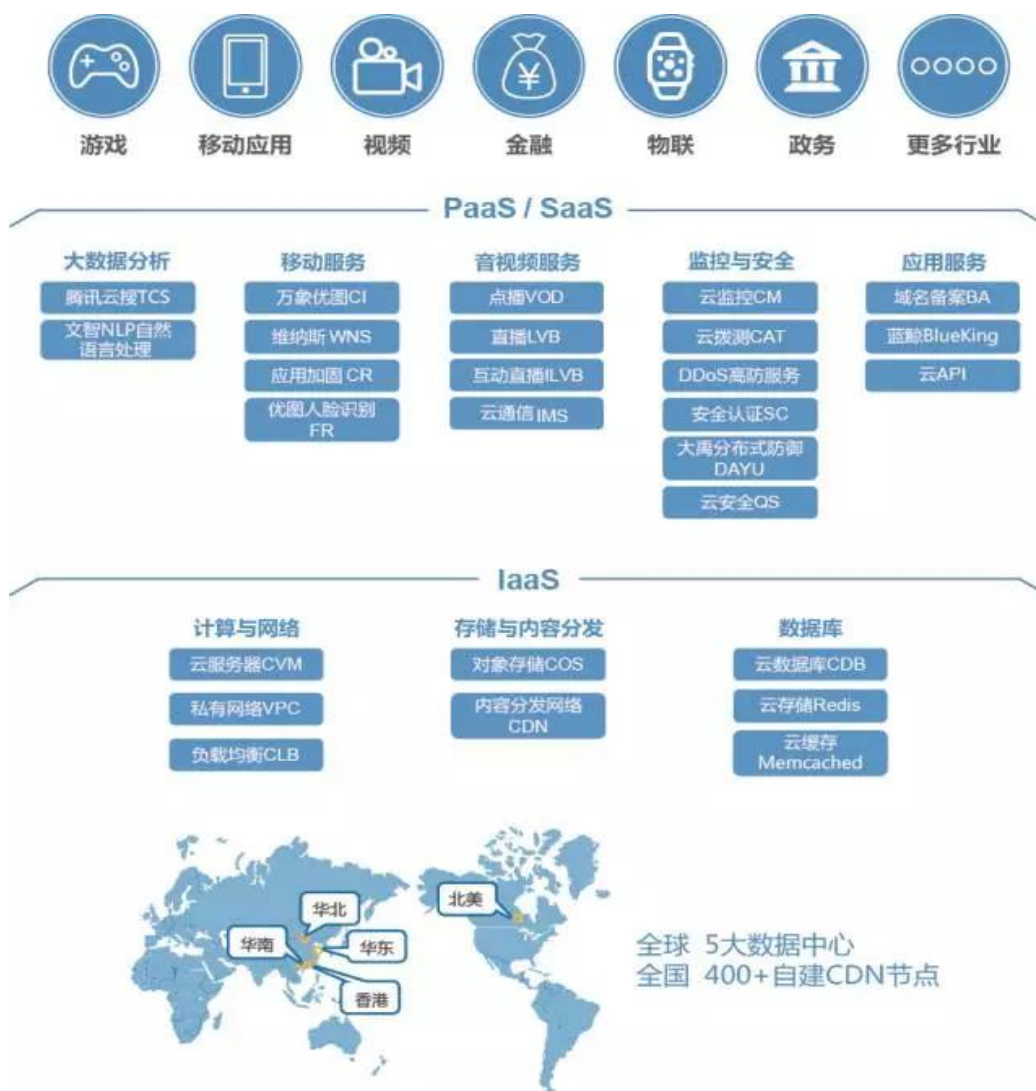 游戏
移动应用
视频
金融
物联
政务
更多行业
PaaS / SaaS
大数据分析
移动服务
音视频服务
监控与安全
应用服务
腾讯云搜TCS
万象优图CI
点播VOD
云监控CM
域名备案BA
文智NLP自然
语言处理
维纳斯 WNS
直播LVB
云拨测CAT
蓝鲸BlueKing
应用加固 CR
互动直播ILVB
DDoS高防服务
云API
优图人脸识别
FR
云通信 IMS
安全认证SC
大禹分布式防御
DAYU
云安全QS
IaaS
计算与网络
存储与内容分发
数据库
云服务器CVM
对象存储COS
云数据库CDB
私有网络VPC
内容分发网络
CDN
云存储Redis
负载均衡CLB
云缓存
Memcached
华北
北美
华南
华东
香港
全球 5大数据中心
全国 400+自建CDN节点